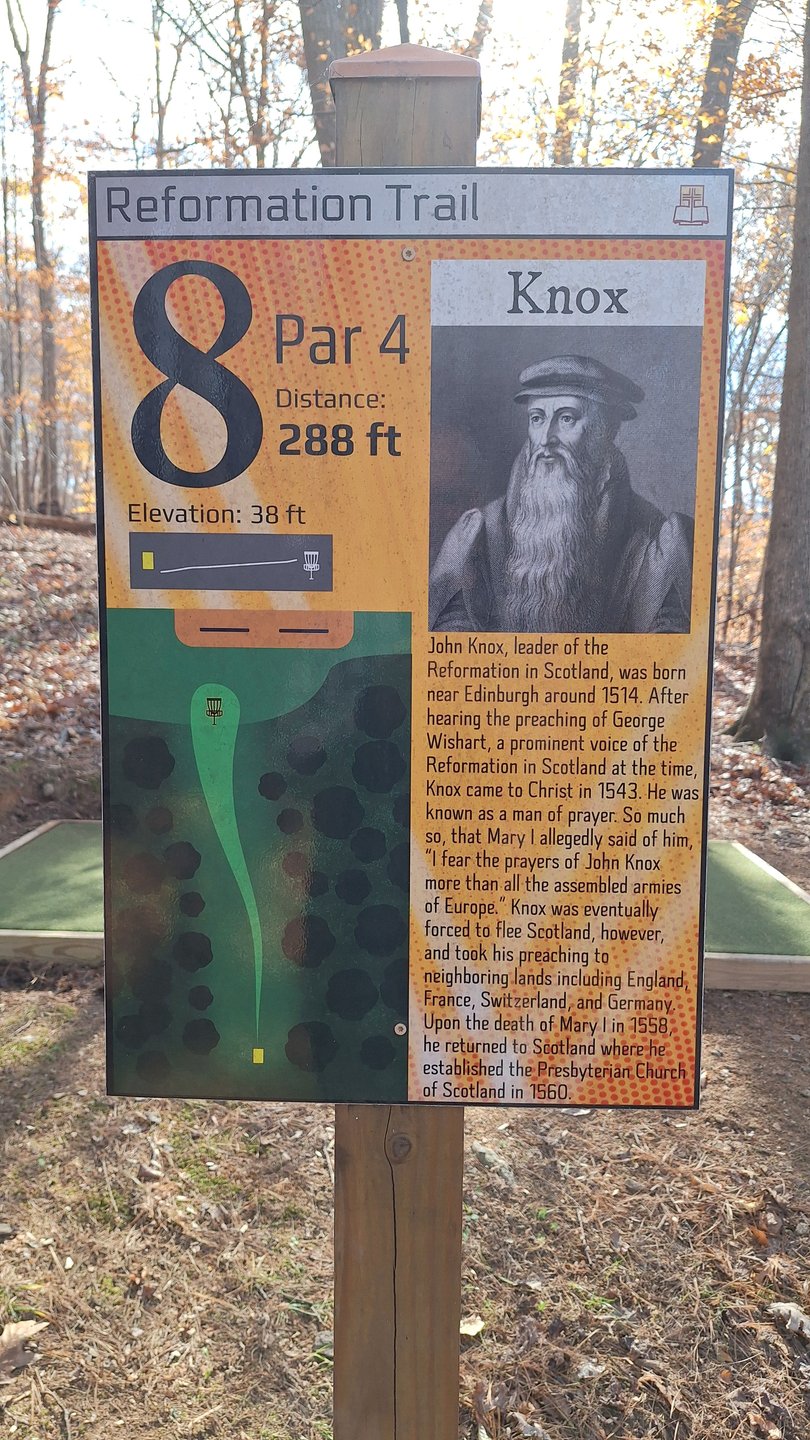 Reformation Trail
8
Par 4
Distance:
288 ft
Elevation: 38 ft
Knox
John Knox, leader of the
Reformation in Scotland, was born
near Edinburgh around 1514. After
hearing the preaching of George
Wishart, a prominent voice of the
Reformation in Scotland at the time,
Knox came to Christ in 1543. He was
known as a man of prayer. So much
so, that Mary I allegedly said of him,
“I fear the prayers of John Knox
more than all the assembled armies
of Europe.” Knox was eventually
forced to flee Scotland, however,
and took his preaching to
neighboring lands including England,
France, Switzerland, and Germany.
Upon the death of Mary I in 1558,
he returned to Scotland where he
established the Presbyterian Church
of Scotland in 1560.